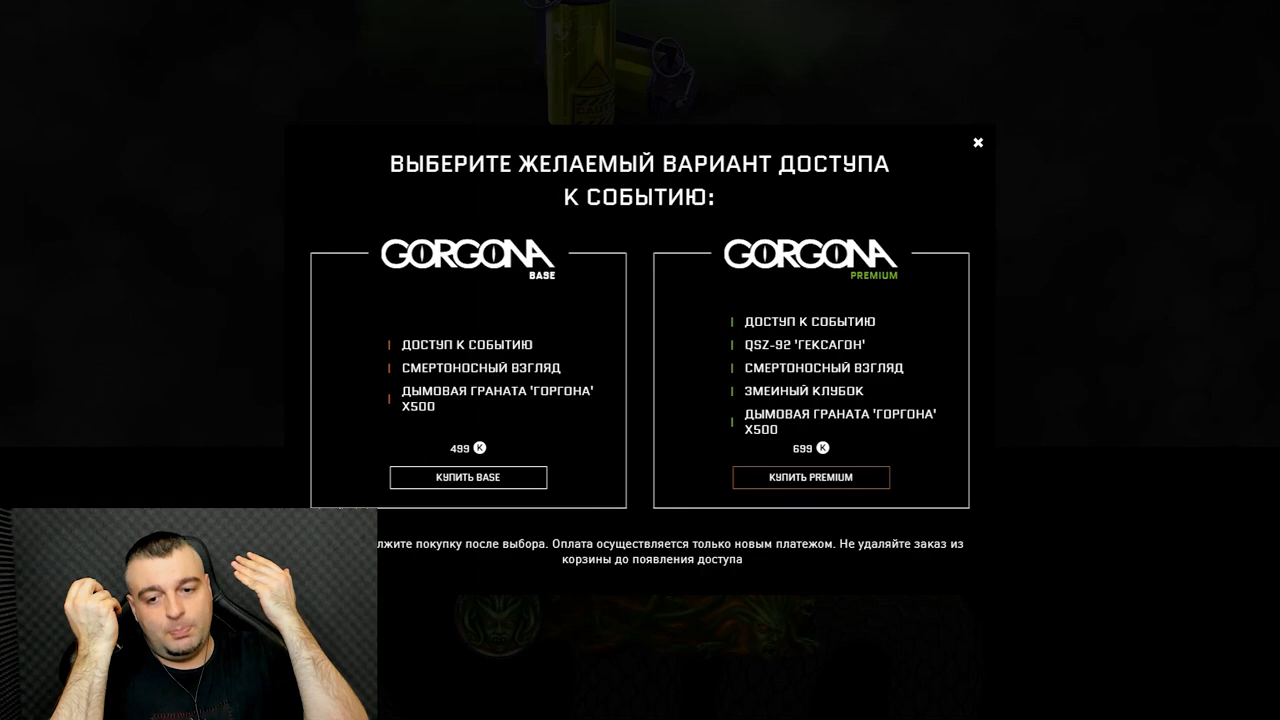 ВЫБЕРИТЕ ЖЕЛАЕМЫЙ ВАРИАНТ ДОСТУПА
К СОБЫТИЮ:
GORGONA
BASE
ДОСТУП К СОБЫТИЮ
СМЕРТОНОСНЫЙ ВЗГЛЯД
ДЫМОВАЯ ГРАНАТА 'ГОРГОНА'
X500
499 K
КУПИТЬ BASE
GORGONA
PREMIUM
ДОСТУП К СОБЫТИЮ
QSZ-92 'ГЕКСАГОН'
СМЕРТОНОСНЫЙ ВЗГЛЯД
ЗМЕИНЫЙ КЛУБОК
ДЫМОВАЯ ГРАНАТА 'ГОРГОНА'
X500
699 K
КУПИТЬ PREMIUM
лжите покупку после выбора. Оплата осуществляется только новым платежом. Не удаляйте заказ из
корзины до появления доступа